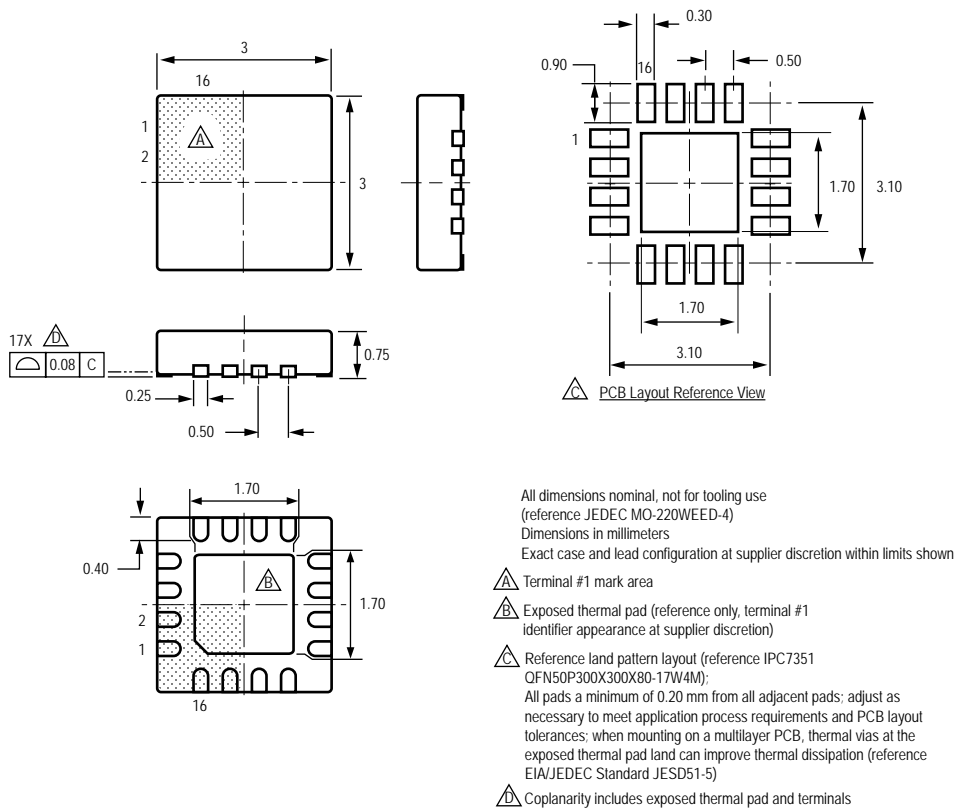 3
16
1
2
A
3
0.30
0.90
16
0.50
1
1.70
3.10
1.70
3.10
C PCB Layout Reference View
17X D
0.08 C
0.75
0.25
0.50
1.70
0.40
B
1.70
2
1
16
All dimensions nominal, not for tooling use
(reference JEDEC MO-220WEED-4)
Dimensions in millimeters
Exact case and lead configuration at supplier discretion within limits shown
A Terminal #1 mark area
B Exposed thermal pad (reference only, terminal #1
identifier appearance at supplier discretion)
C Reference land pattern layout (reference IPC7351
QFN50P300X300X80-17W4M);
All pads a minimum of 0.20 mm from all adjacent pads; adjust as
necessary to meet application process requirements and PCB layout
tolerances; when mounting on a multilayer PCB, thermal vias at the
exposed thermal pad land can improve thermal dissipation (reference
EIA/JEDEC Standard JESD51-5)
D Coplanarity includes exposed thermal pad and terminals